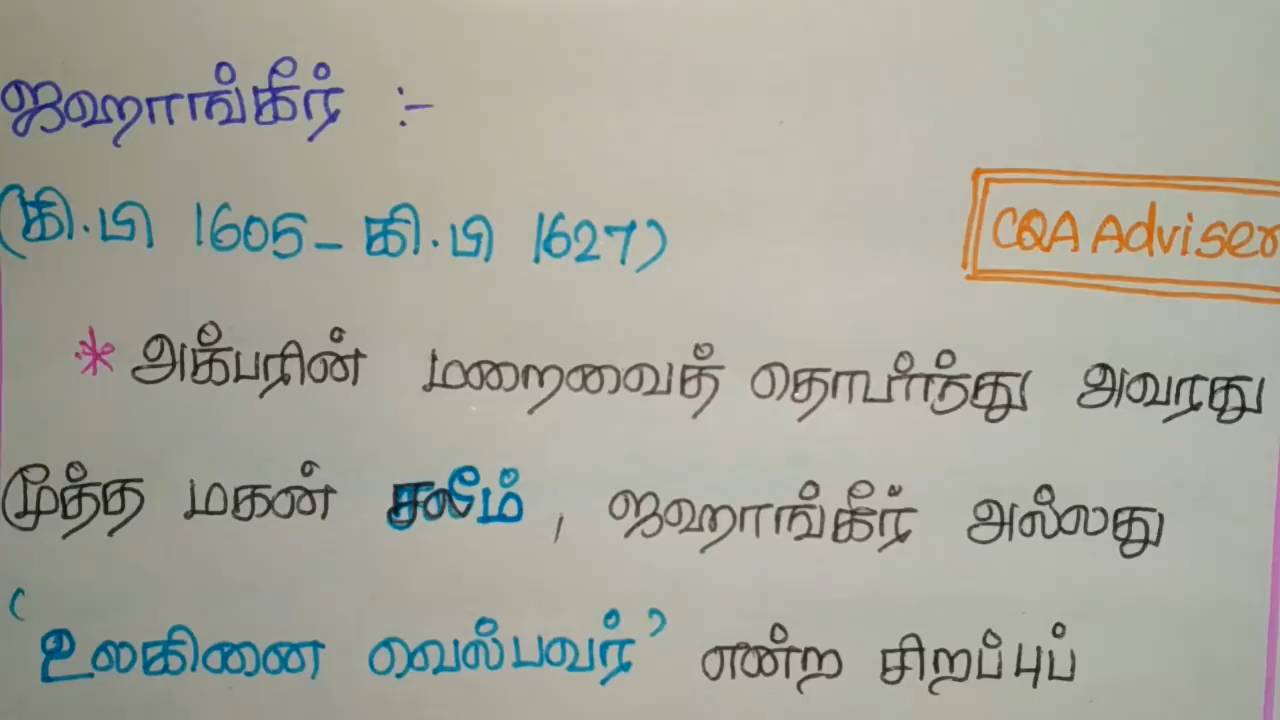 ஜஹாங்கீர் :-
(கி.பி 1605 - கி.பி 1627)
CQA Adviser
* அக்பரின் மறைவைத் தொடர்ந்து அவரது
மூத்த மகன் சலீம் , ஜஹாங்கீர் அல்லது
'உலகினை வெல்பவர்' என்ற சிறப்புப்